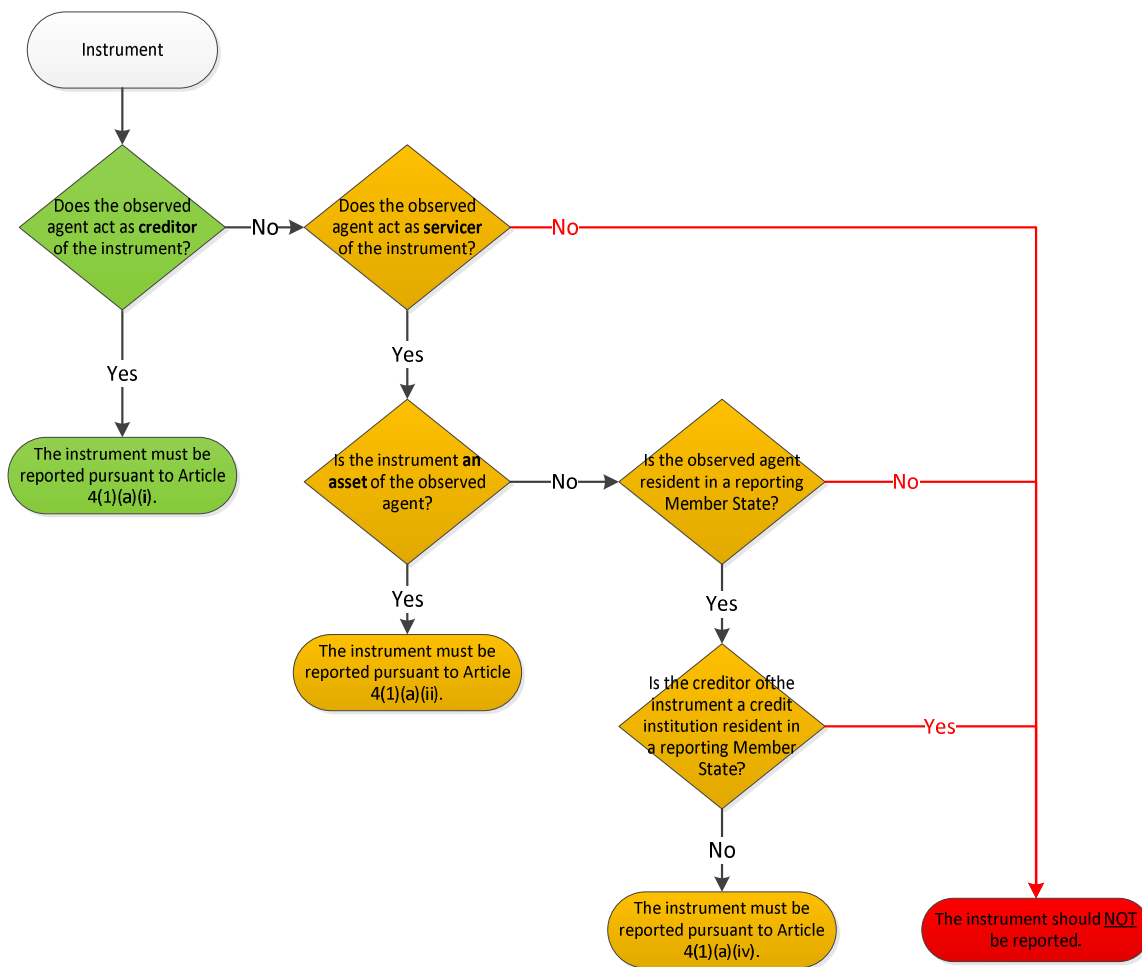 Instrument
Does the observed
agent act as creditor
of the instrument?
No
Does the observed
agent act as servicer
of the instrument?
No
Yes
Yes
The instrument must be
reported pursuant to Article
4(1)(a)(i).
Is the instrument an
asset of the observed
agent?
No
Is the observed agent
resident in a reporting
Member State?
No
Yes
Yes
The instrument must be
reported pursuant to Article
4(1)(a)(ii).
Is the creditor ofthe
instrument a credit
institution resident in
a reporting Member
State?
Yes
No
The instrument must be
reported pursuant to Article
4(1)(a)(iv).
The instrument should NOT
be reported.